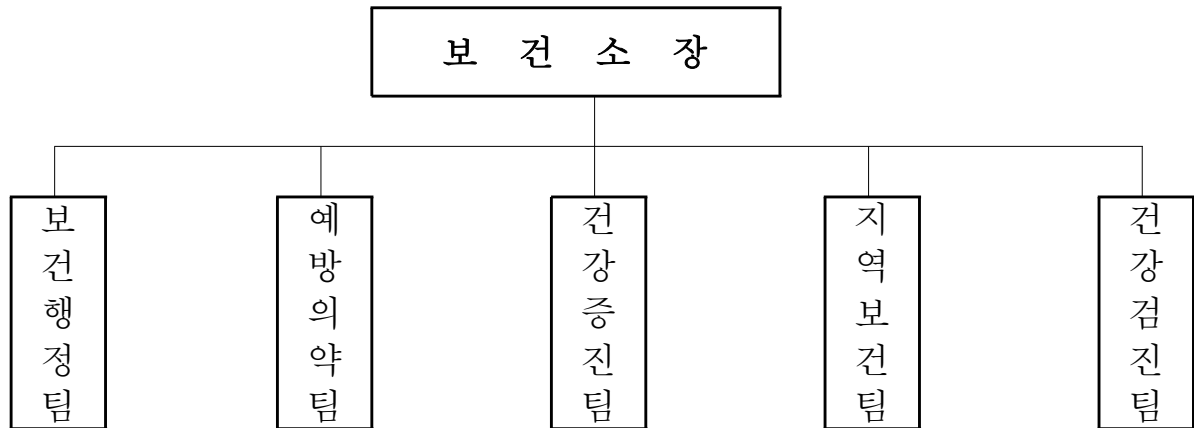 보 건 소 장
보건행정팀
예방의약팀
건강증진팀
지역보건팀
건강검진팀